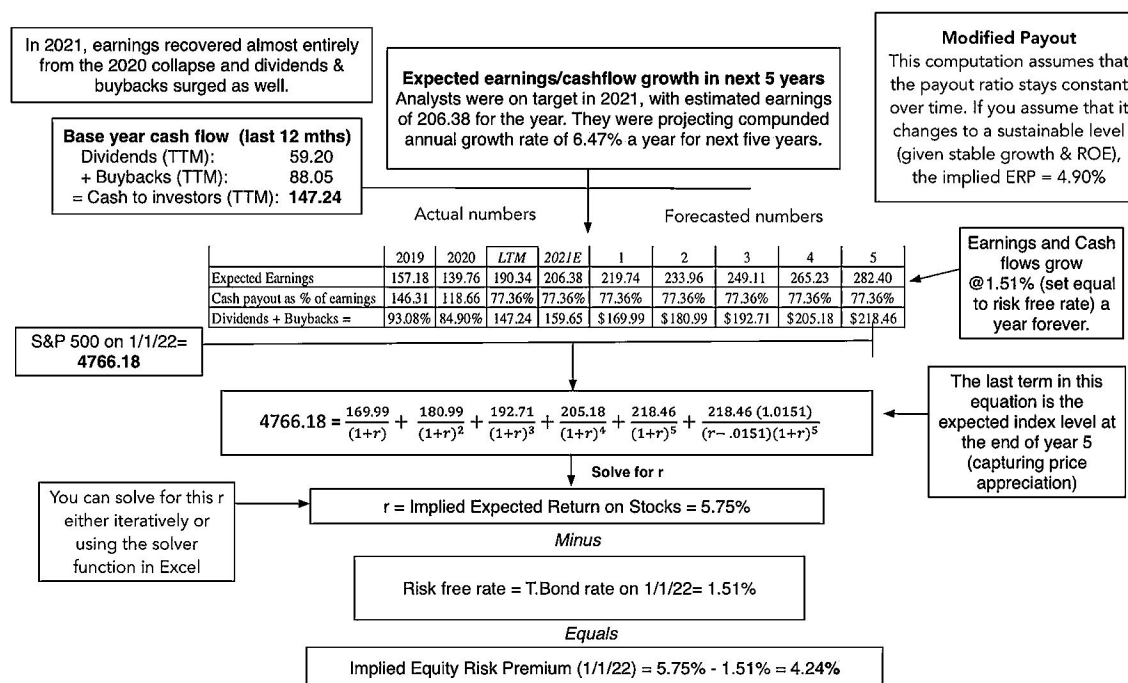 In 2021, earnings recovered almost entirely
from the 2020 collapse and dividends &
buybacks surged as well.
Base year cash flow (last 12 mths)
Dividends (TTM): 59.20
+ Buybacks (TTM): 88.05
= Cash to investors (TTM): 147.24
Expected earnings/cashflow growth in next 5 years
Analysts were on target in 2021, with estimated earnings
of 206.38 for the year. They were projecting compunded
annual growth rate of 6.47% a year for next five years.
Modified Payout
This computation assumes that
the payout ratio stays constant
over time. If you assume that it
changes to a sustainable level
(given stable growth & ROE),
the implied ERP = 4.90%
Actual numbers Forecasted numbers
2019 2020 LTM 2021E 1 2 3 4 5
Expected Earnings 157.18 139.76 190.34 206.38 219.74 233.96 249.11 265.23 282.40
Cash payout as % of earnings 146.31 118.66 77.36% 77.36% 77.36% 77.36% 77.36% 77.36% 77.36%
Dividends + Buybacks = 93.08% 84.90% 147.24 159.65 $169.99 $180.99 $192.71 $205.18 $218.46
Earnings and Cash
flows grow
@1.51% (set equal
to risk free rate) a
year forever.
S&P 500 on 1/1/22=
4766.18
4766.18 = 169.99/(1+r) + 180.99/(1+r)² + 192.71/(1+r)³ + 205.18/(1+r)⁴ + 218.46/(1+r)⁵ + 218.46 (1.0151)/(r−.0151)(1+r)⁵
The last term in this
equation is the
expected index level at
the end of year 5
(capturing price
appreciation)
Solve for r
You can solve for this r
either iteratively or
using the solver
function in Excel
r = Implied Expected Return on Stocks = 5.75%
Minus
Risk free rate = T.Bond rate on 1/1/22= 1.51%
Equals
Implied Equity Risk Premium (1/1/22) = 5.75% - 1.51% = 4.24%